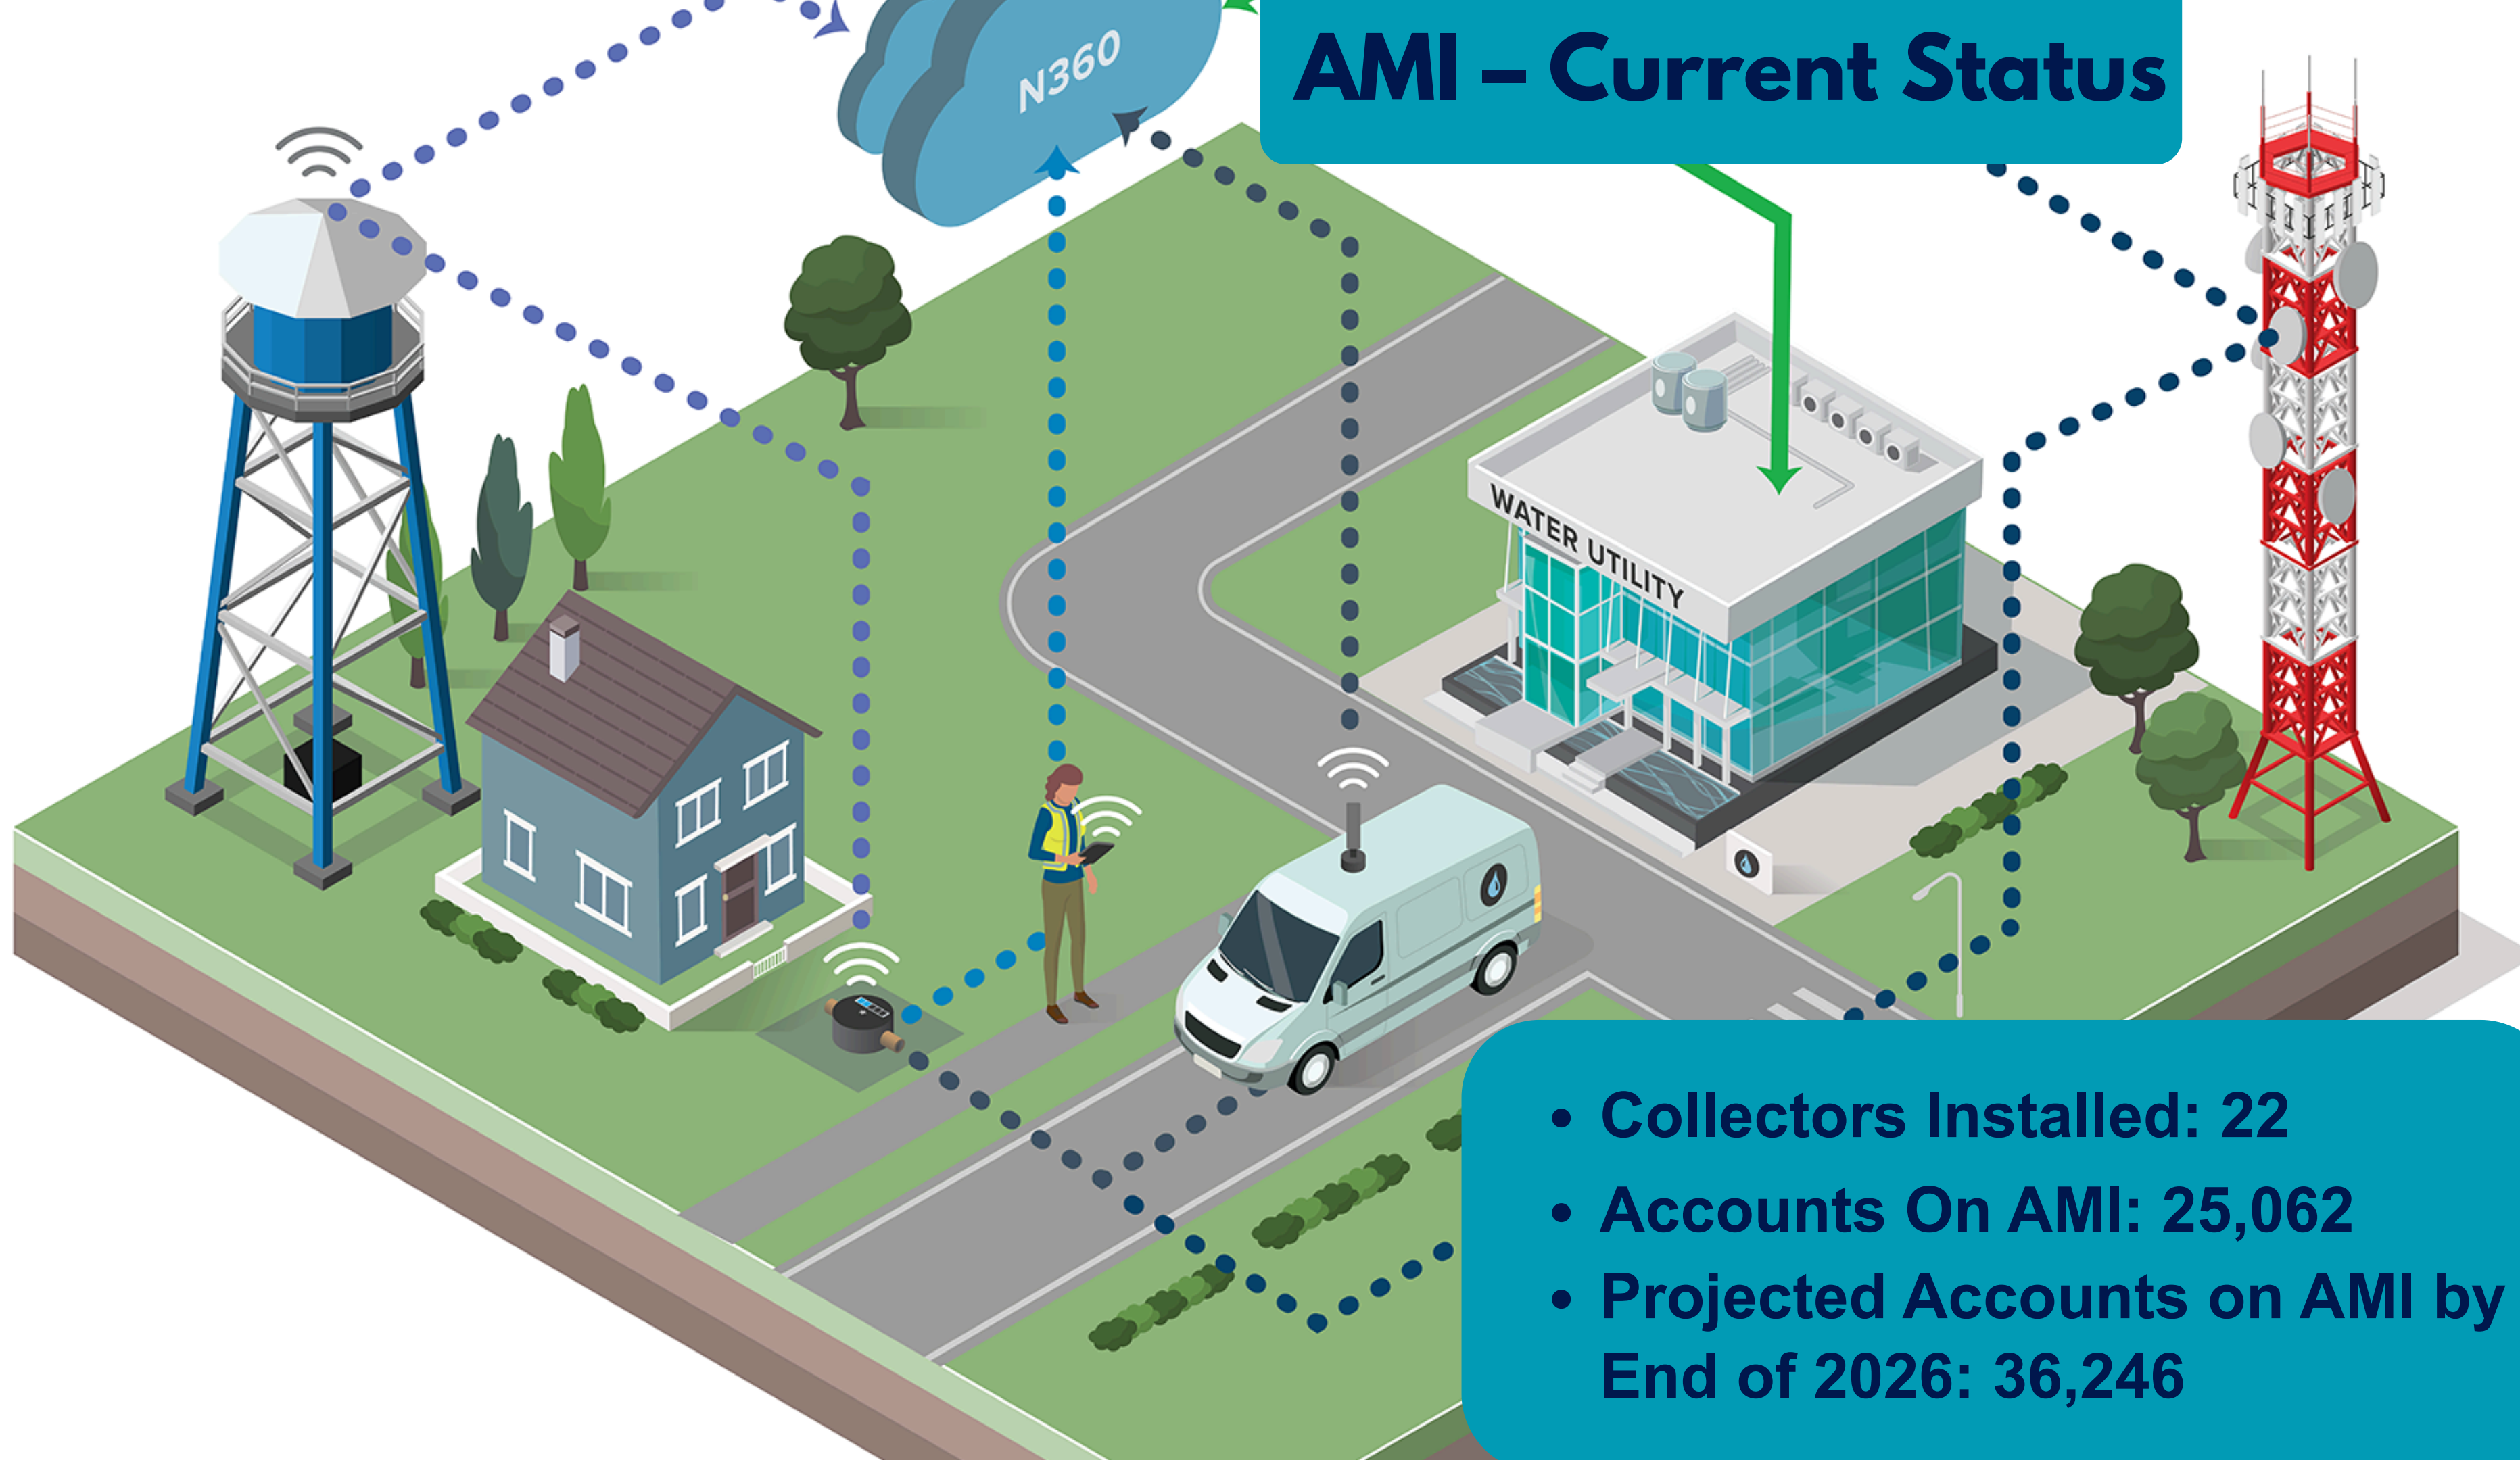 N360
AMI – Current Status
WATER UTILITY
• Collectors Installed: 22
• Accounts On AMI: 25,062
• Projected Accounts on AMI by
End of 2026: 36,246